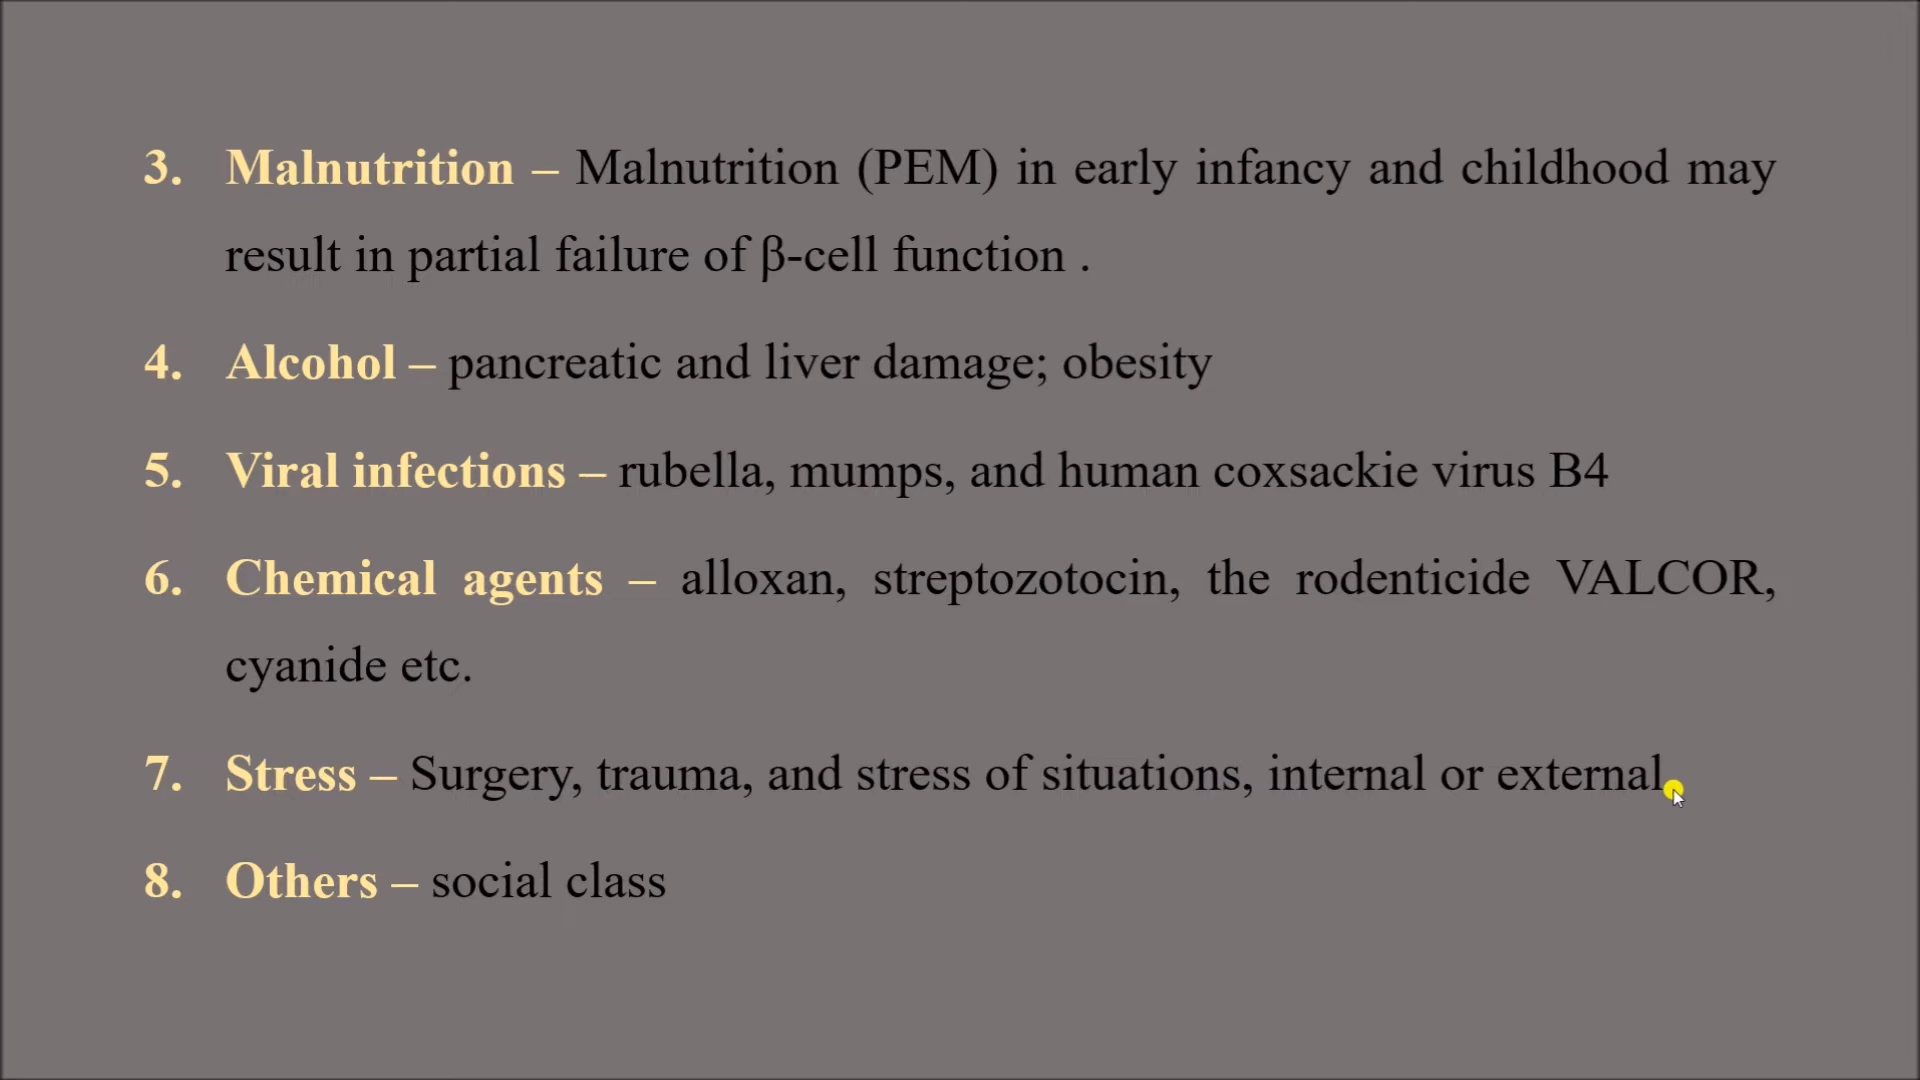 3. Malnutrition – Malnutrition (PEM) in early infancy and childhood may
result in partial failure of β-cell function .
4. Alcohol – pancreatic and liver damage; obesity
5. Viral infections – rubella, mumps, and human coxsackie virus B4
6. Chemical agents – alloxan, streptozotocin, the rodenticide VALCOR,
cyanide etc.
7. Stress – Surgery, trauma, and stress of situations, internal or external.
8. Others – social class